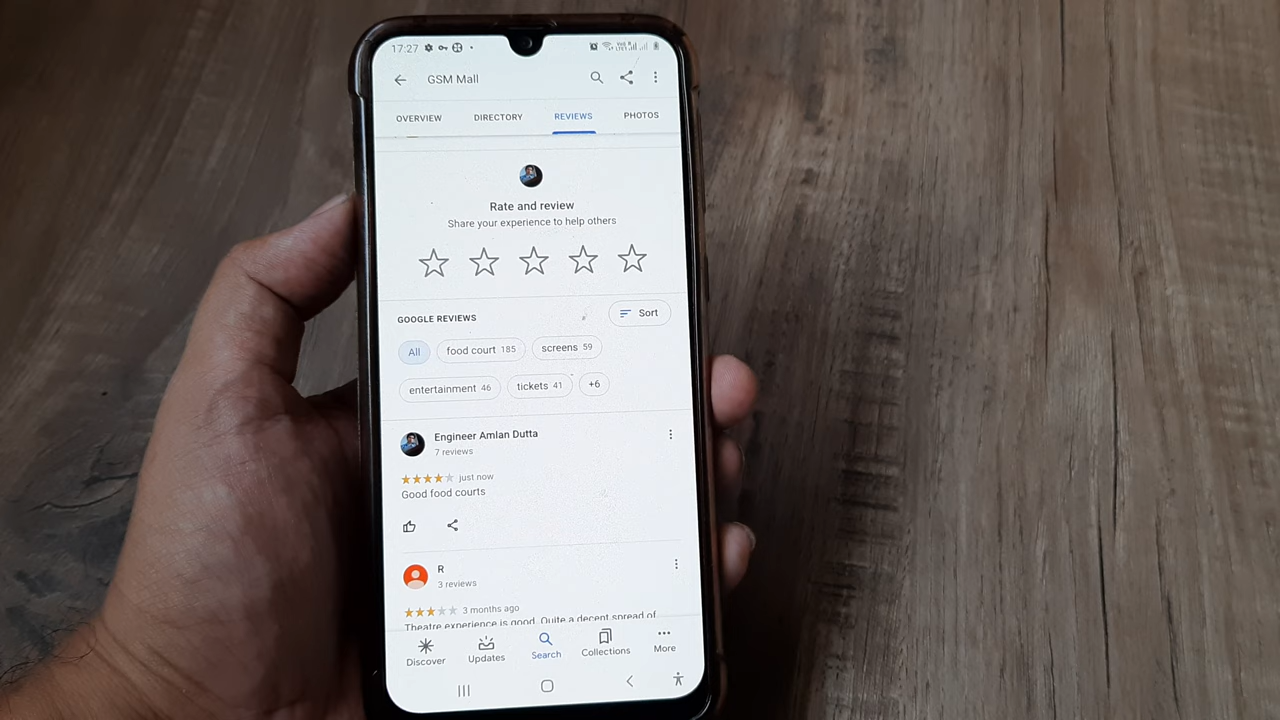 17:27
GSM Mall
OVERVIEW DIRECTORY REVIEWS PHOTOS
Rate and review
Share your experience to help others
GOOGLE REVIEWS Sort
All food court 185 screens 59
entertainment 46 tickets 41 +6
Engineer Amlan Dutta
7 reviews
just now
Good food courts
R
3 reviews
3 months ago
Theatre experience is good. Quite a decent spread of
Discover Updates Search Collections More